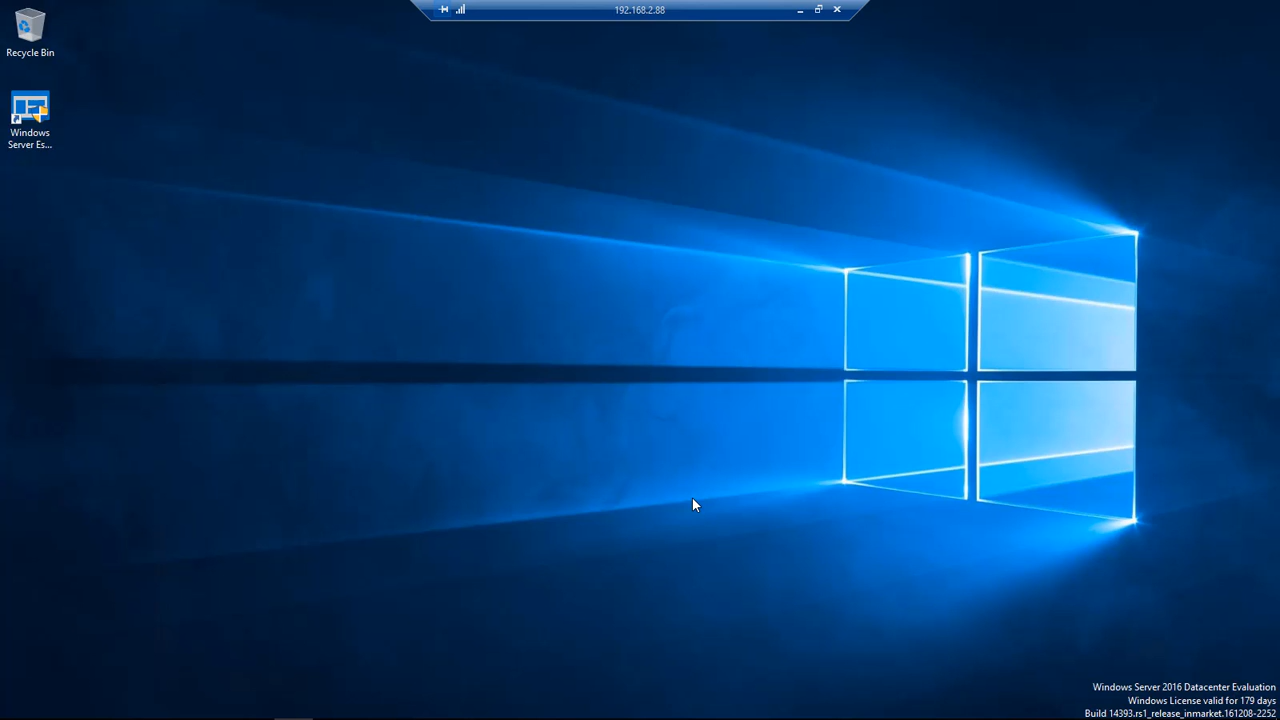 192.168.2.88
Recycle Bin
Windows
Server Es...
Windows Server 2016 Datacenter Evaluation
Windows License valid for 179 days
Build 14393.rs1_release_inmarket.161208-2252